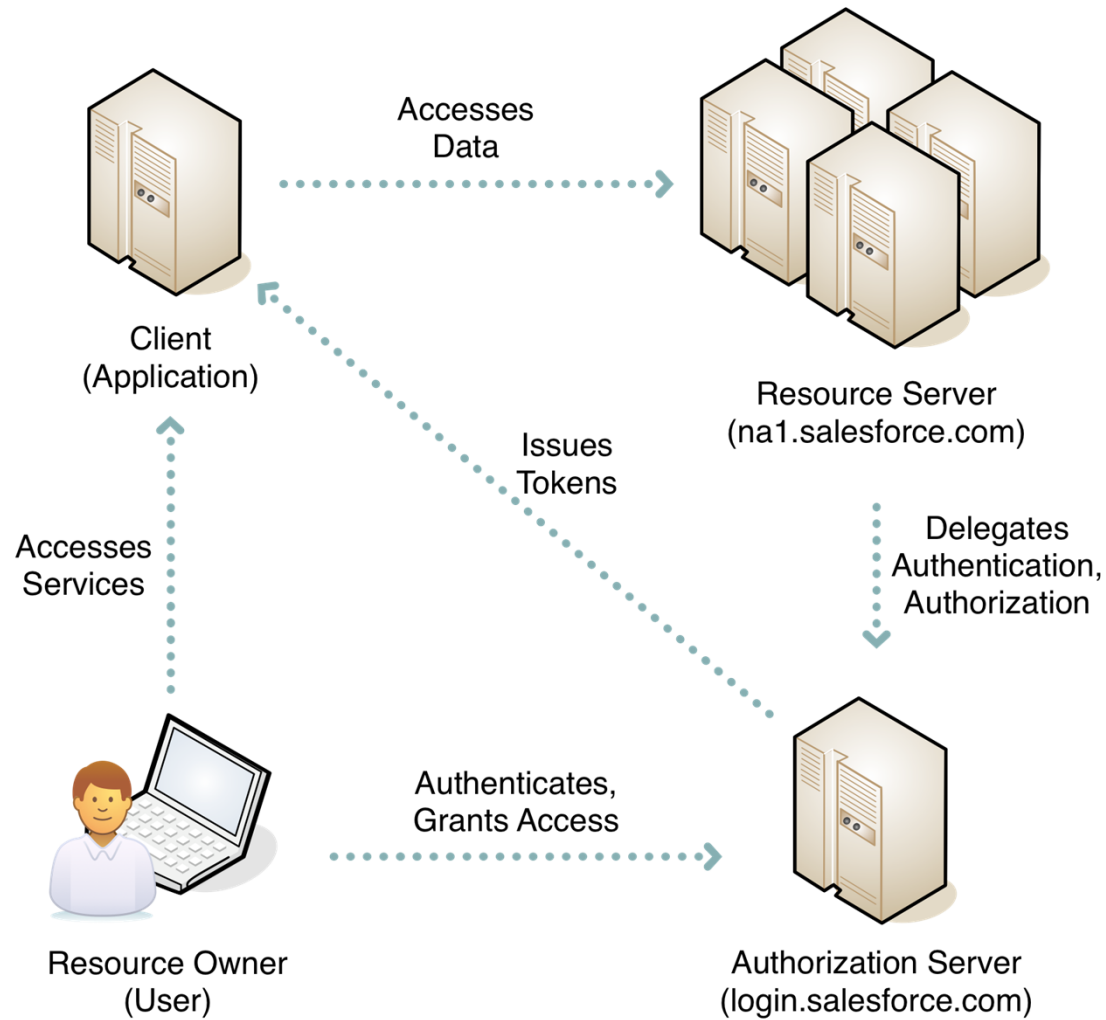 Accesses
Data
Client
(Application)
Resource Server
(na1.salesforce.com)
Issues
Tokens
Delegates
Authentication,
Authorization
Accesses
Services
Authenticates,
Grants Access
Resource Owner
(User)
Authorization Server
(login.salesforce.com)